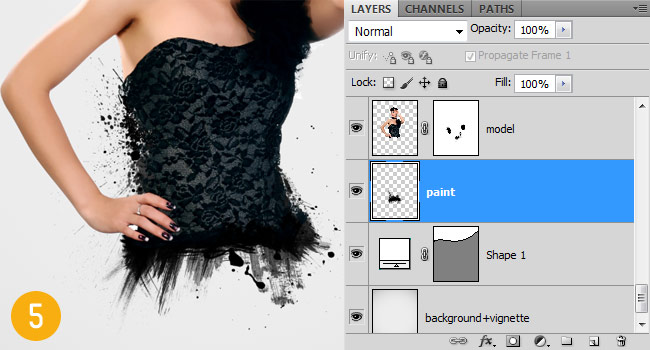 LAYERS CHANNELS PATHS
Normal Opacity: 100%
Unify: Propagate Frame 1
Lock: Fill: 100%
model
paint
Shape 1
background+vignette
fx
5